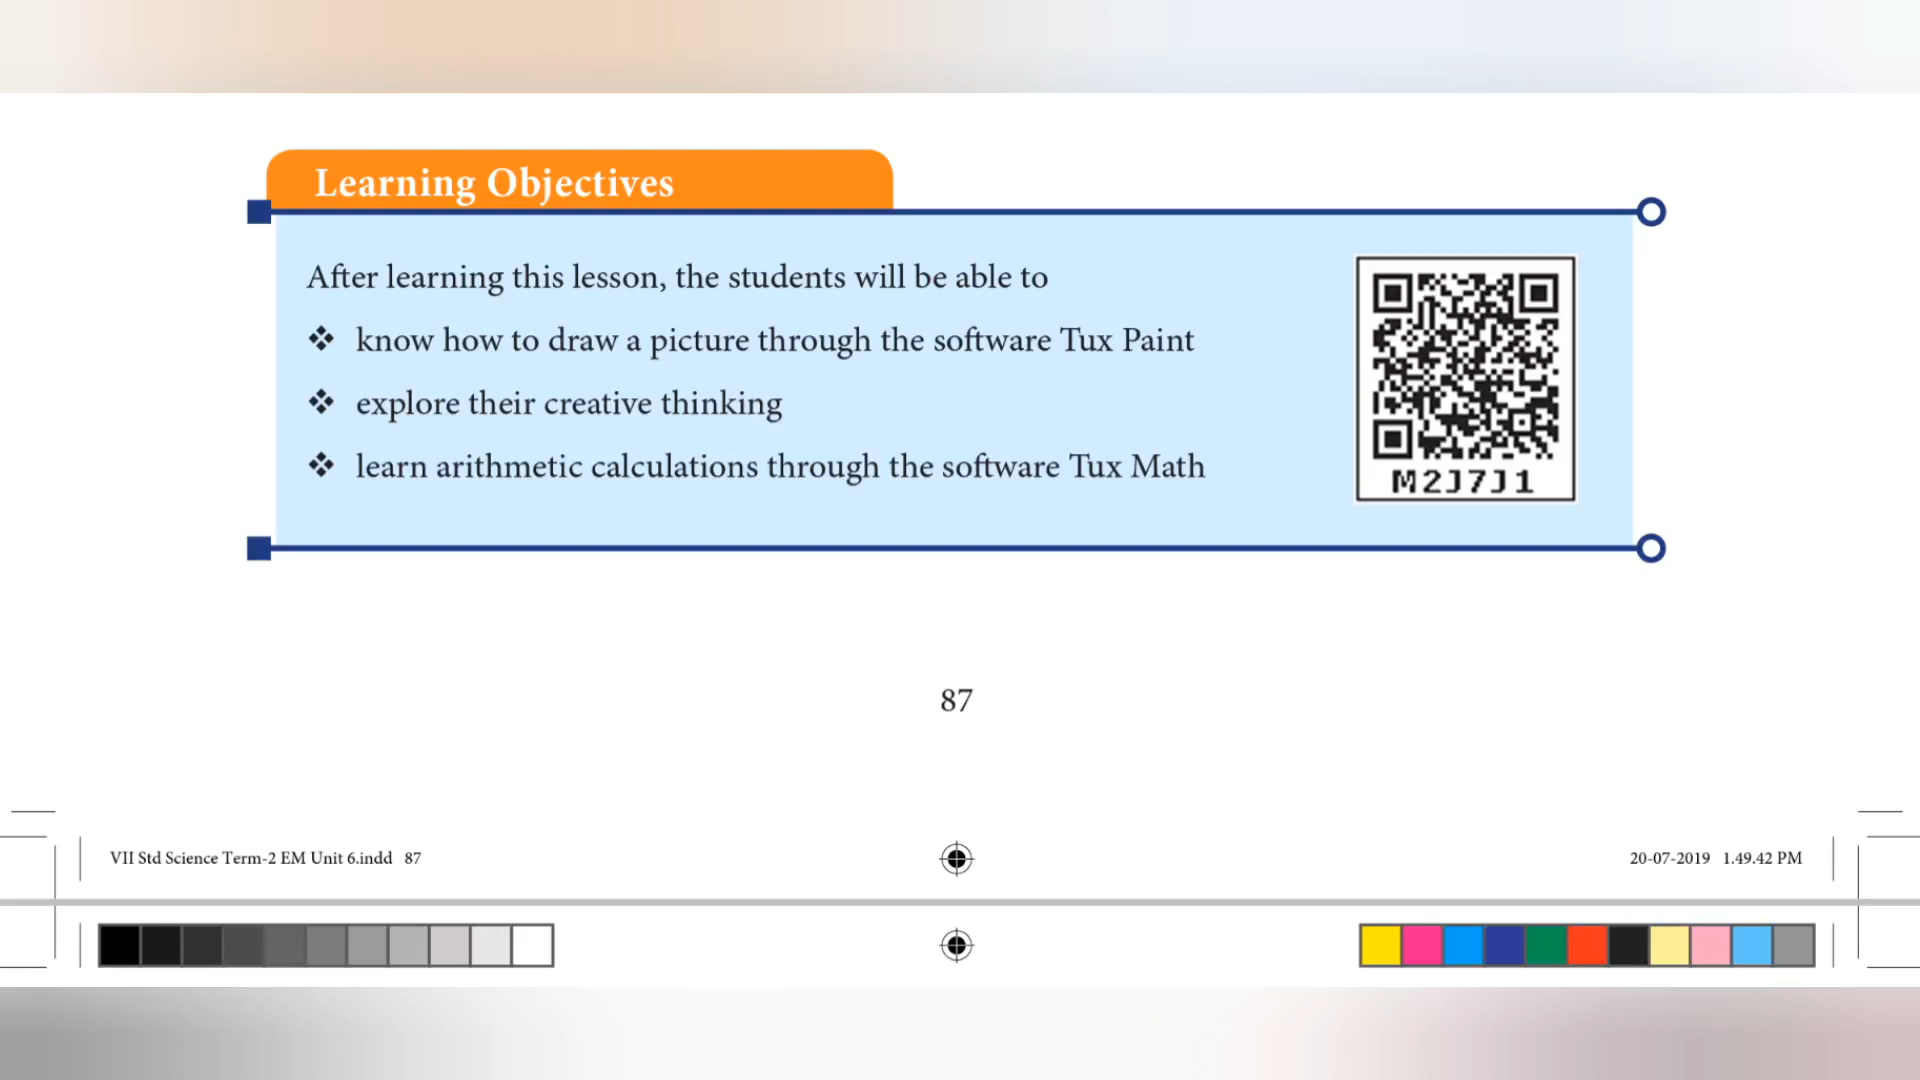 Learning Objectives
After learning this lesson, the students will be able to
❖ know how to draw a picture through the software Tux Paint
❖ explore their creative thinking
❖ learn arithmetic calculations through the software Tux Math
M2J7J1
87
VII Std Science Term-2 EM Unit 6.indd 87
20-07-2019 1.49.42 PM